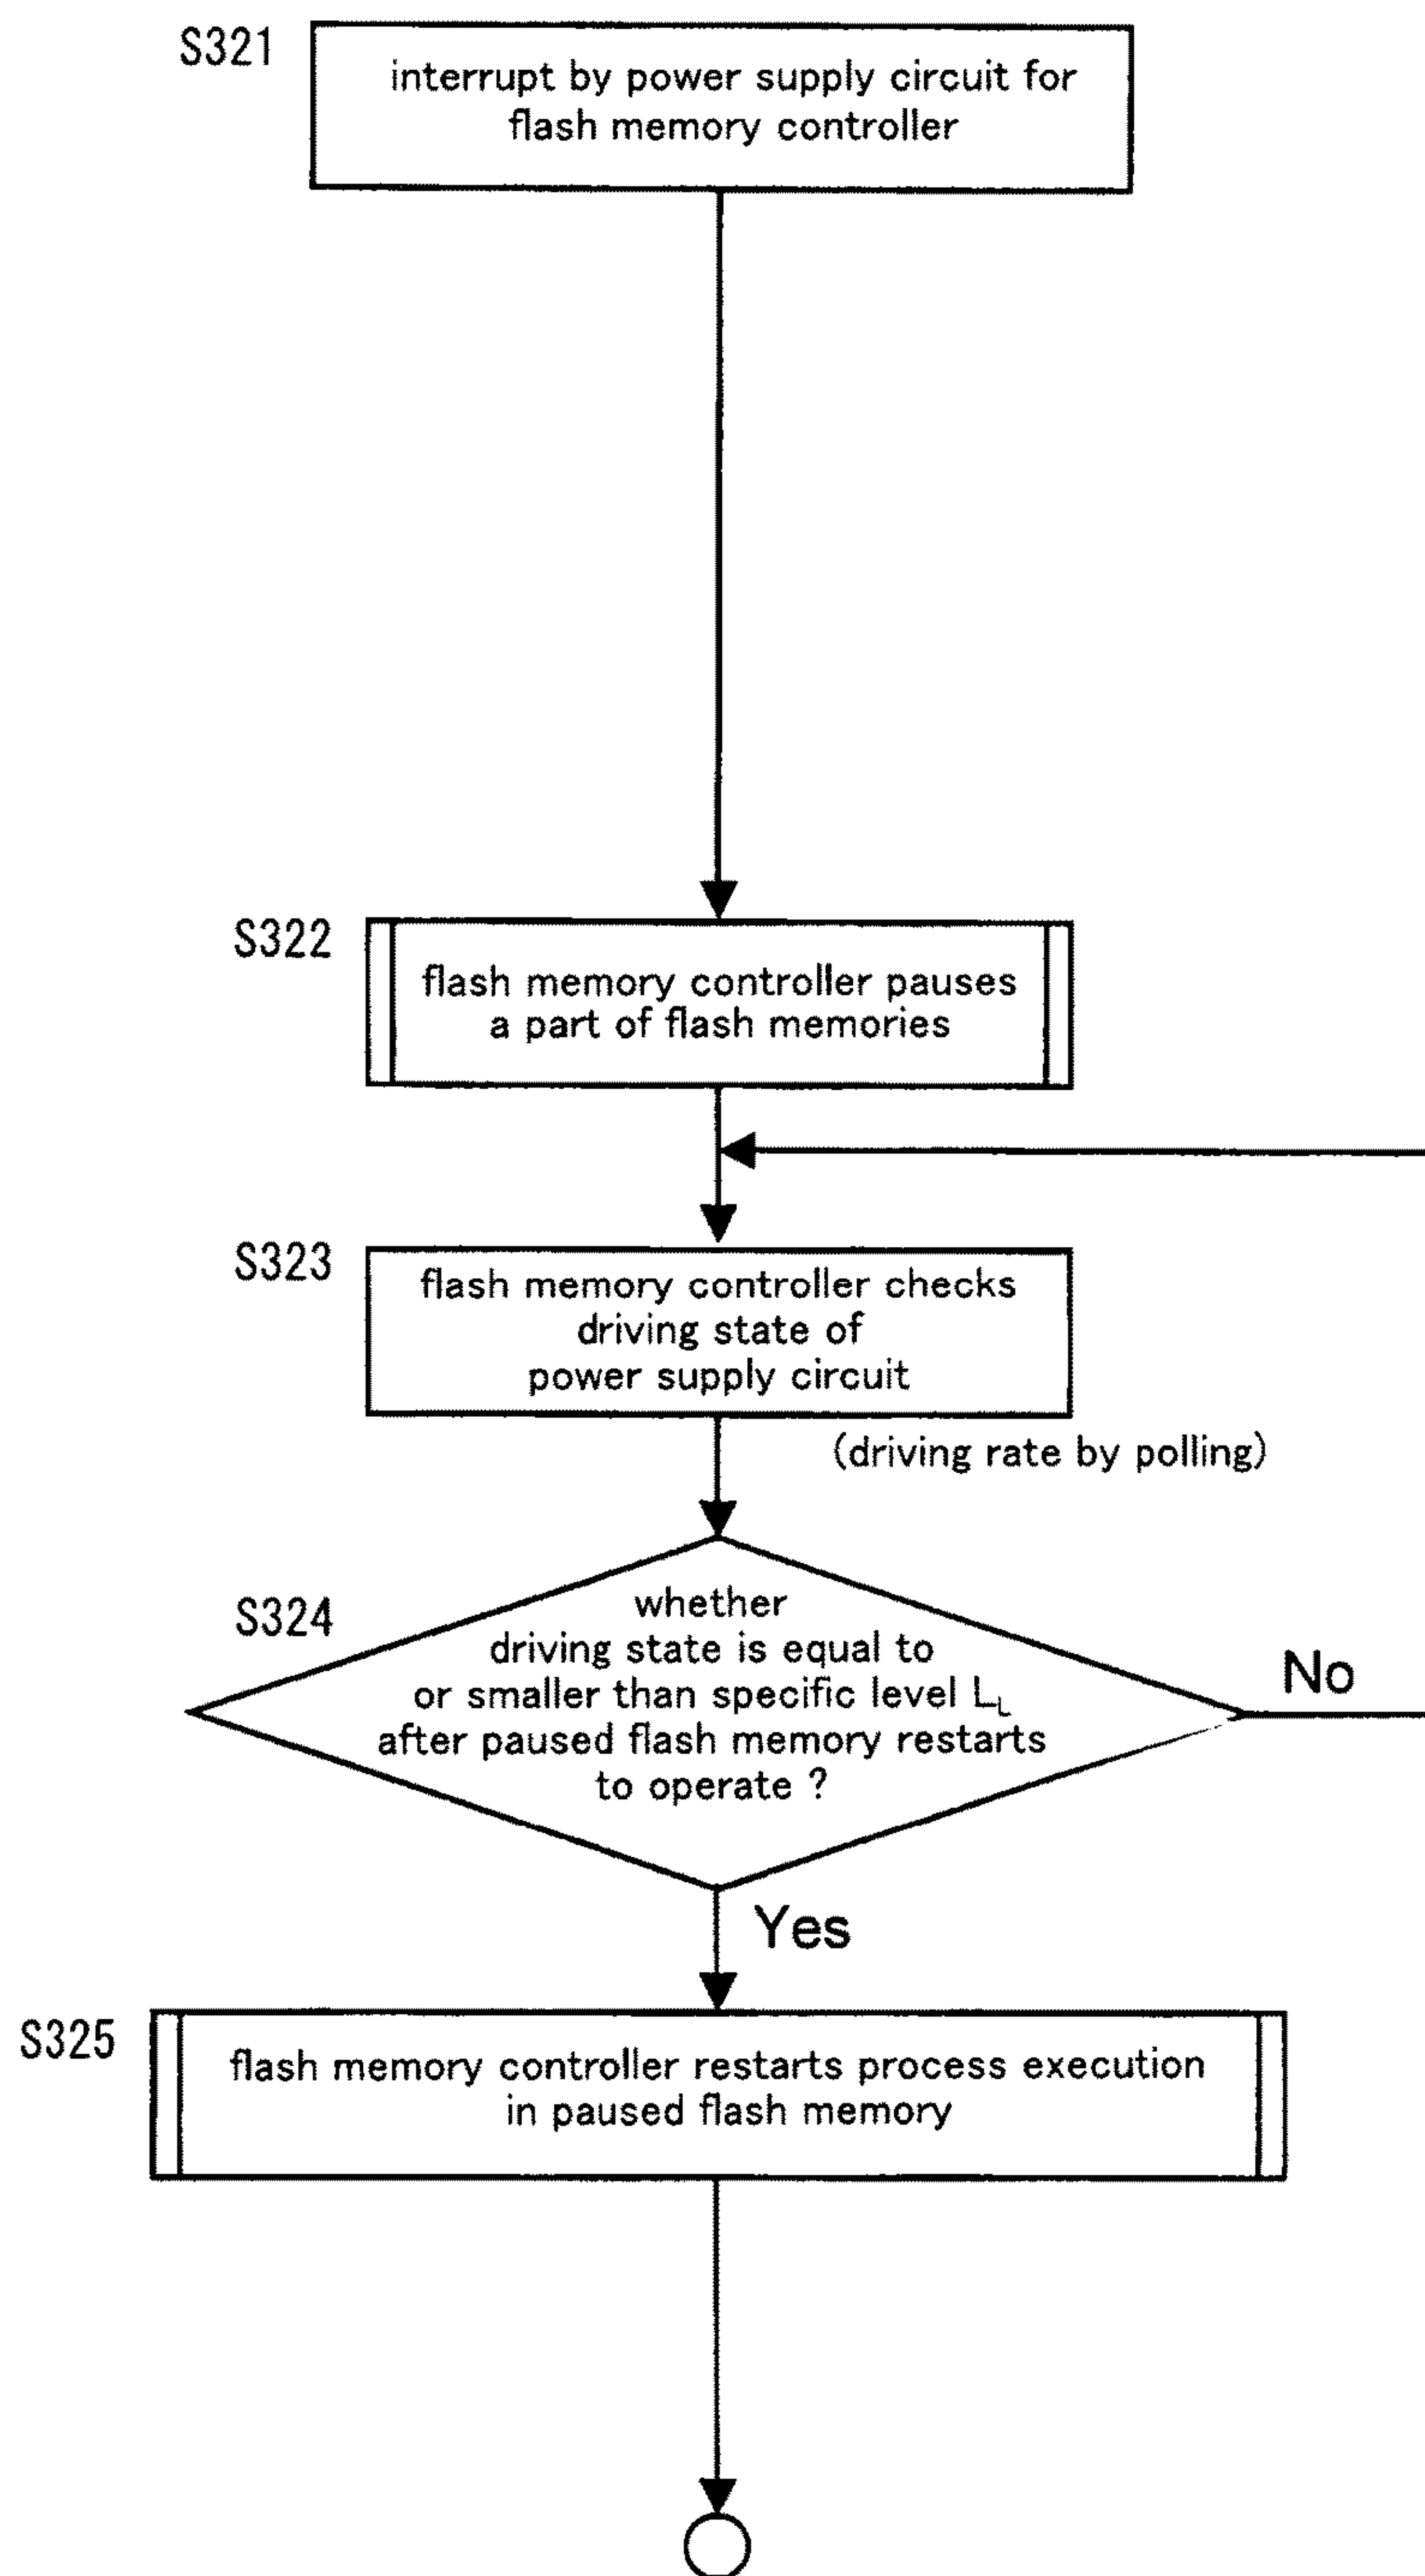 S321
interrupt by power supply circuit for
flash memory controller
S322
flash memory controller pauses
a part of flash memories
S323
flash memory controller checks
driving state of
power supply circuit
(driving rate by polling)
S324
whether
driving state is equal to
or smaller than specific level L_L
after paused flash memory restarts
to operate ?
No
Yes
S325
flash memory controller restarts process execution
in paused flash memory